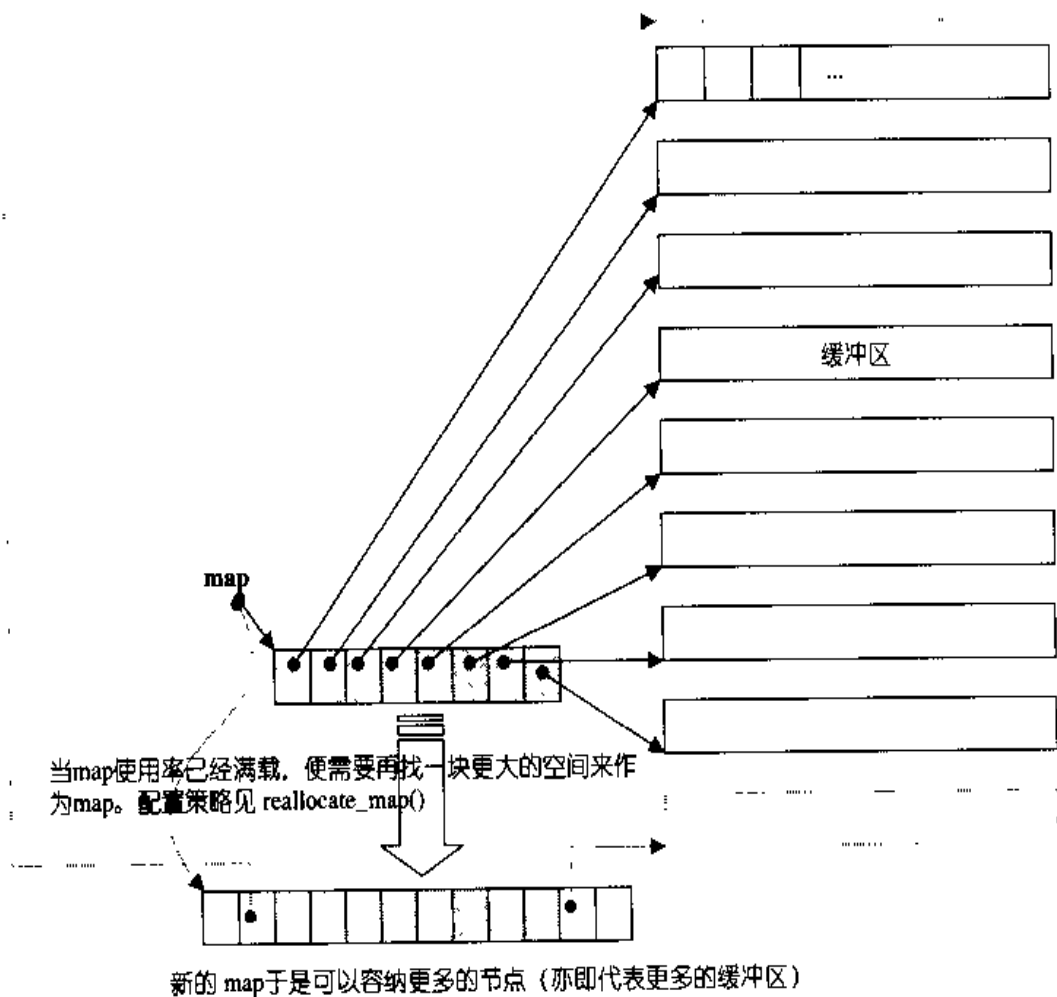 ...
缓冲区
map
当map使用率已经满载，便需要再找一块更大的空间来作
为map。配置策略见 reallocate_map()
新的 map于是可以容纳更多的节点（亦即代表更多的缓冲区）